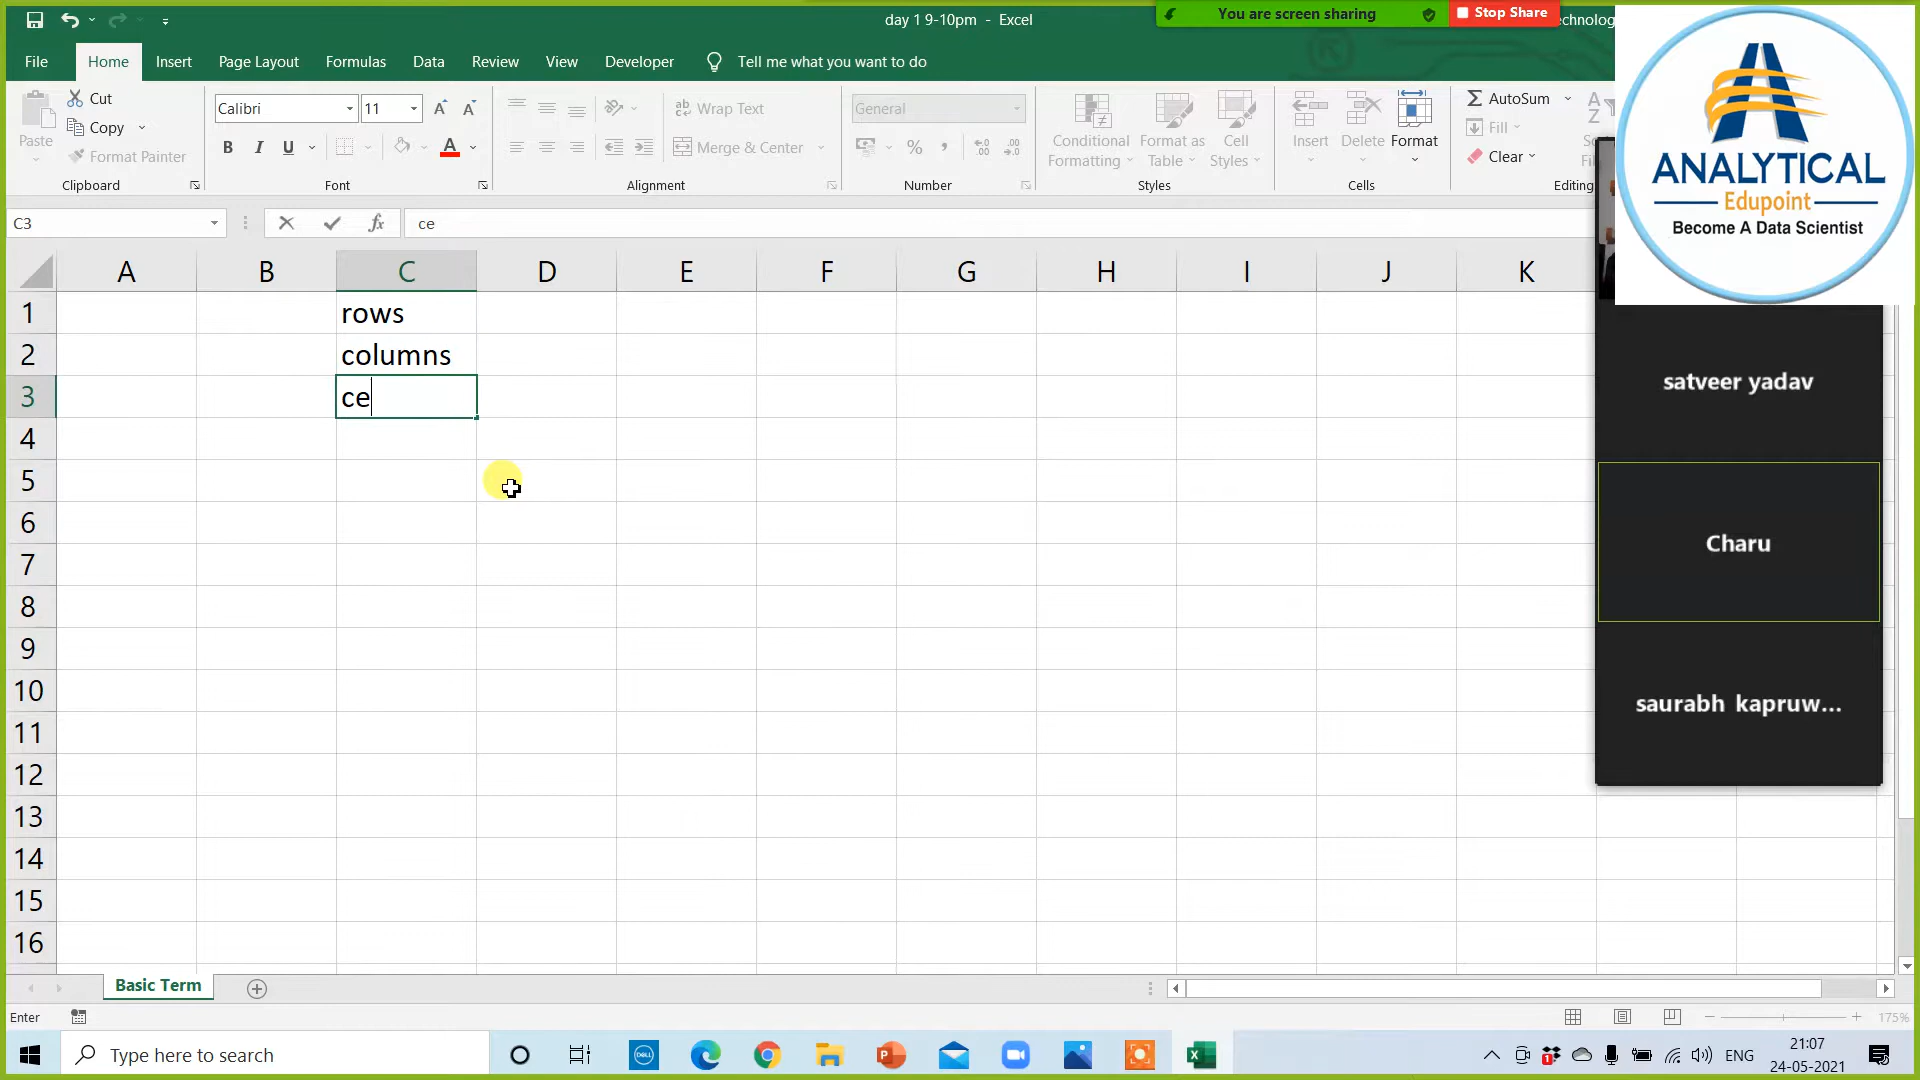 day 1 9-10pm - Excel
You are screen sharing
Stop Share
File Home Insert Page Layout Formulas Data Review View Developer Tell me what you want to do
Paste
Cut
Copy
Format Painter
Clipboard
Calibri 11
B I U A
Font
ab Wrap Text
Merge & Center
Alignment
General
% ,
Number
Conditional Formatting
Format as Table
Cell Styles
Styles
Insert Delete Format
Cells
AutoSum
Fill
Clear
Editing
ANALYTICAL
Edupoint
Become A Data Scientist
C3 fx ce
A B C D E F G H I J K
1 rows
2 columns
3 ce
4
5
6
7
8
9
10
11
12
13
14
15
16
satveer yadav
Charu
saurabh kapruw...
Basic Term
Enter
175%
Type here to search
DELL
ENG
21:07
24-05-2021